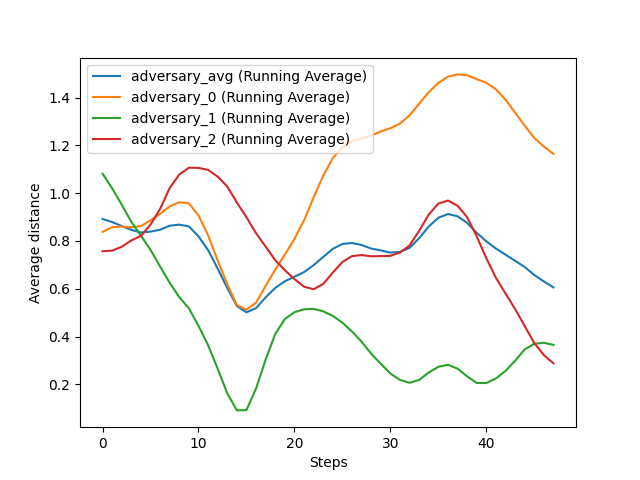 adversary_avg (Running Average)
adversary_0 (Running Average)
adversary_1 (Running Average)
adversary_2 (Running Average)
Average distance
1.4
1.2
1.0
0.8
0.6
0.4
0.2
0 10 20 30 40
Steps